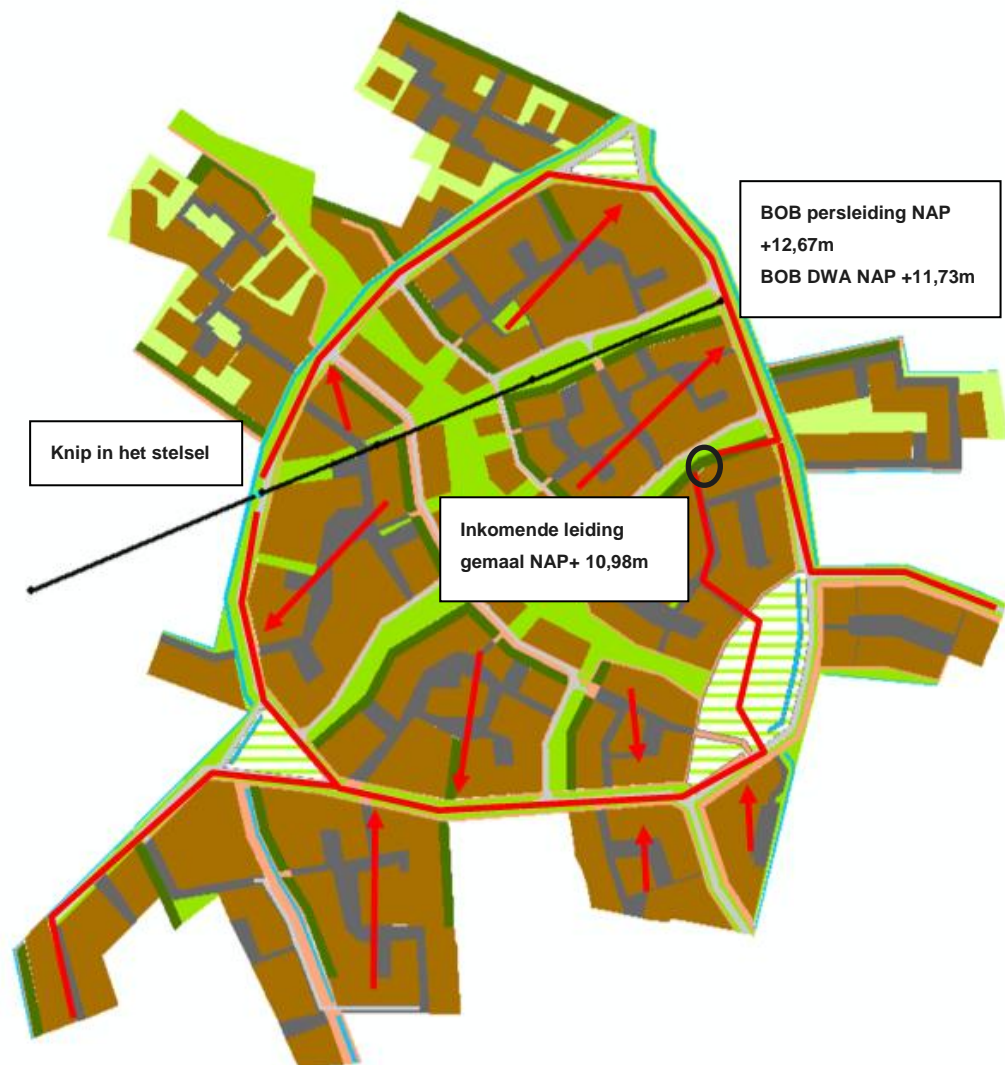 BOB persleiding NAP
+12,67m
BOB DWA NAP +11,73m
Knip in het stelsel
Inkomende leiding
gemaal NAP+ 10,98m